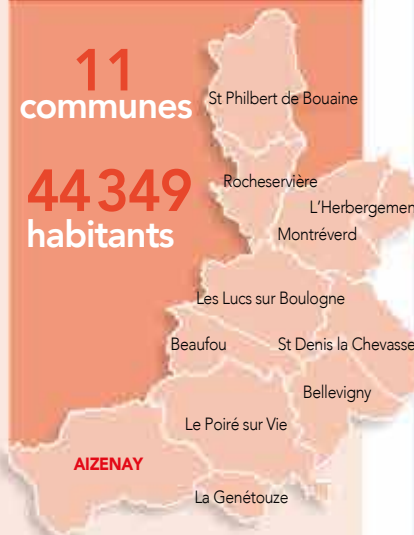 11
communes
44 349
habitants
St Philbert de Bouaine
Rocheservière
L'Herbergemen
Montréverd
Les Lucs sur Boulogne
Beaufou
St Denis la Chevasse
Bellevigny
Le Poiré sur Vie
AIZENAY
La Genétouze